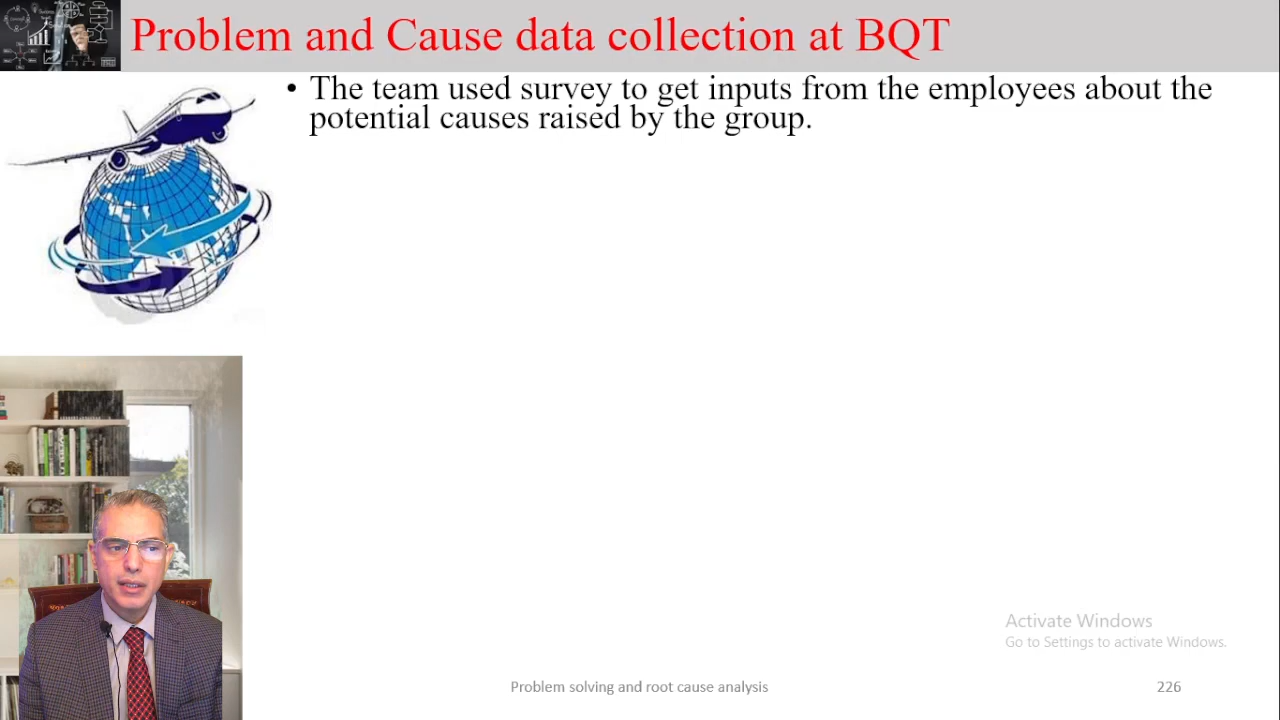 Problem and Cause data collection at BQT
• The team used survey to get inputs from the employees about the
potential causes raised by the group.
Activate Windows
Go to Settings to activate Windows.
Problem solving and root cause analysis
226